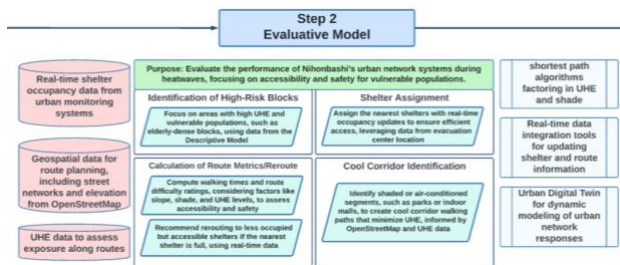 Step 2
Evaluative Model
Real-time shelter
occupancy data from
urban monitoring
systems
Geospatial data for
route planning,
including street
networks and elevation
from OpenStreetMap
UHE data to assess
exposure along routes
Purpose: Evaluate the performance of Nihonbashi's urban network systems during
heatwaves, focusing on accessibility and safety for vulnerable populations.
Identification of High-Risk Blocks
Focus on areas with high UHE and
vulnerable populations, such as
elderly-dense blocks, using data from the
Descriptive Model
Shelter Assignment
Assign the nearest shelters with real-time
occupancy updates to ensure efficient
access, leveraging data from evacuation
center location
Calculation of Route Metrics/Reroute
Compute walking times and route
difficulty ratings, considering factors like
slope, shade, and UHE levels, to assess
accessibility and safety
Recommend rerouting to less occupied
but accessible shelters if the nearest
shelter is full, using real-time data
Cool Corridor Identification
Identify shaded or air-conditioned
segments, such as parks or indoor
malls, to create cool corridor walking
paths that minimize UHE, informed by
OpenStreetMap and UHE data
shortest path
algorithms
factoring in UHE
and shade
Real-time data
integration tools
for updating
shelter and route
information
Urban Digital Twin
for dynamic
modeling of urban
network
responses